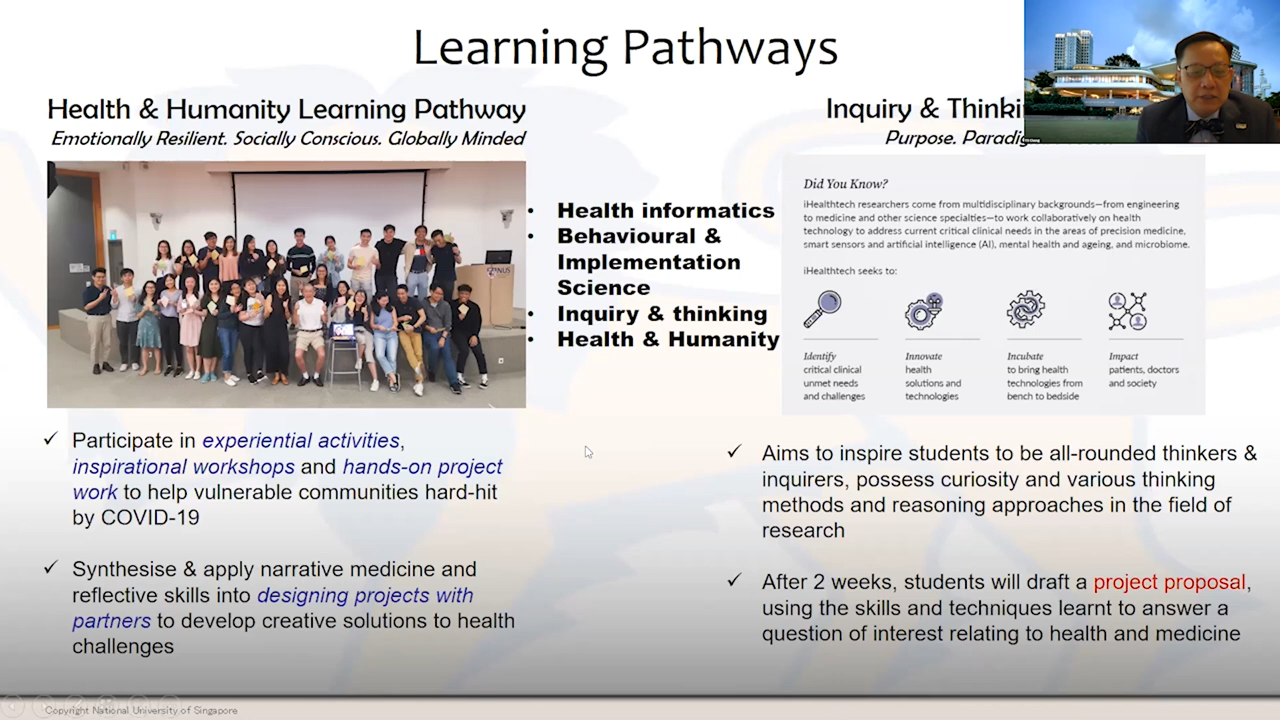 Learning Pathways
Health & Humanity Learning Pathway
Emotionally Resilient. Socially Conscious. Globally Minded
• Health informatics
• Behavioural &
Implementation
Science
• Inquiry & thinking
• Health & Humanity
✓ Participate in experiential activities,
inspirational workshops and hands-on project
work to help vulnerable communities hard-hit
by COVID-19
✓ Synthesise & apply narrative medicine and
reflective skills into designing projects with
partners to develop creative solutions to health
challenges
Inquiry &
Purpose.
Did You Know?
iHealthtech researchers come from multidisciplinary backgrounds—from engineering
to medicine and other science specialties—to work collaboratively on health
technology to address current critical clinical needs in the areas of precision medicine,
smart sensors and artificial intelligence (AI), mental health and ageing, and microbiome.
iHealthtech seeks to:
Identify
critical clinical
unmet needs
and challenges
Innovate
health
solutions and
technologies
Incubate
to bring health
technologies from
bench to bedside
Impact
patients, doctors
and society
✓ Aims to inspire students to be all-rounded thinkers &
inquirers, possess curiosity and various thinking
methods and reasoning approaches in the field of
research
✓ After 2 weeks, students will draft a project proposal,
using the skills and techniques learnt to answer a
question of interest relating to health and medicine
NUS
Copyright National University of Singapore